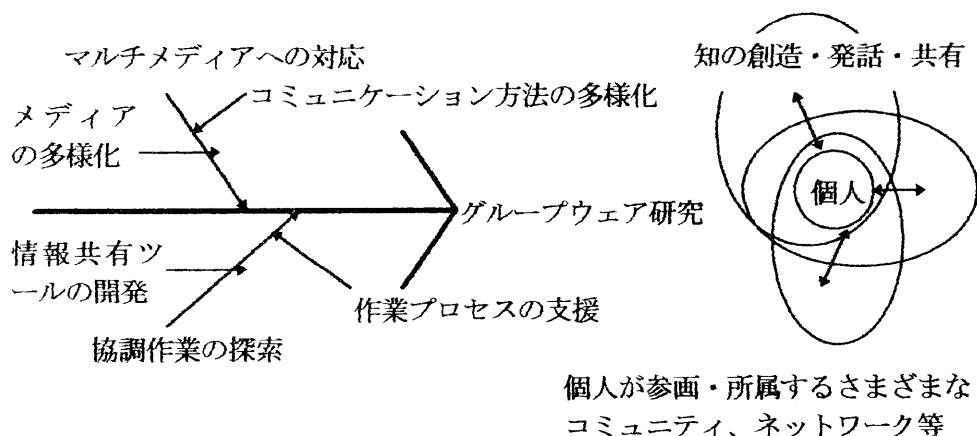 マルチメディアへの対応
コミュニケーション方法の多様化
メディア
の多様化
グループウェア研究
情報共有ツ
ールの開発
作業プロセスの支援
協調作業の探索
知の創造・発話・共有
個人
個人が参画・所属するさまざまな
コミュニティ、ネットワーク等